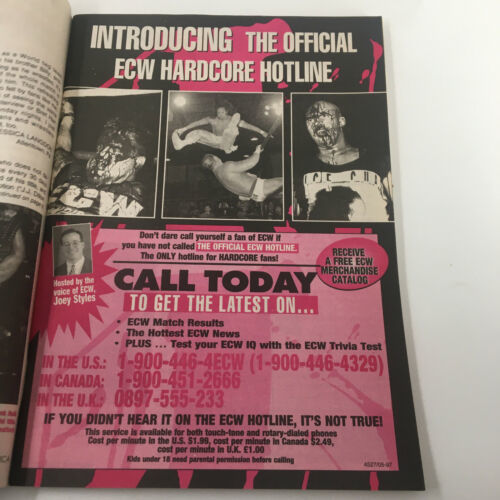 as a World
his brother
INTRODUCING THE OFFICIAL
ECW HARDCORE HOTLINE
ECW
Don't dare call yourself a fan of ECW if
you have not called THE OFFICIAL ECW HOTLINE.
The ONLY hotline for HARDCORE fans!
RECEIVE
A FREE ECW
MERCHANDISE
CATALOG
Hosted by the
voice of ECW,
Joey Styles
CALL TODAY
TO GET THE LATEST ON...
• ECW Match Results
• The Hottest ECW News
• PLUS ... Test your ECW IQ with the ECW Trivia Test
IN THE U.S.: 1-900-446-4ECW (1-900-446-4329)
IN CANADA: 1-900-451-2666
IN THE U.K.: 0897-555-233
IF YOU DIDN'T HEAR IT ON THE ECW HOTLINE, IT'S NOT TRUE!
This service is available for both touch-tone and rotary-dialed phones
Cost per minute in the U.S. $1.99, cost per minute in Canada $2.49,
cost per minute in U.K. £1.00
Kids under 18 need parental permission before calling
4527/05-97